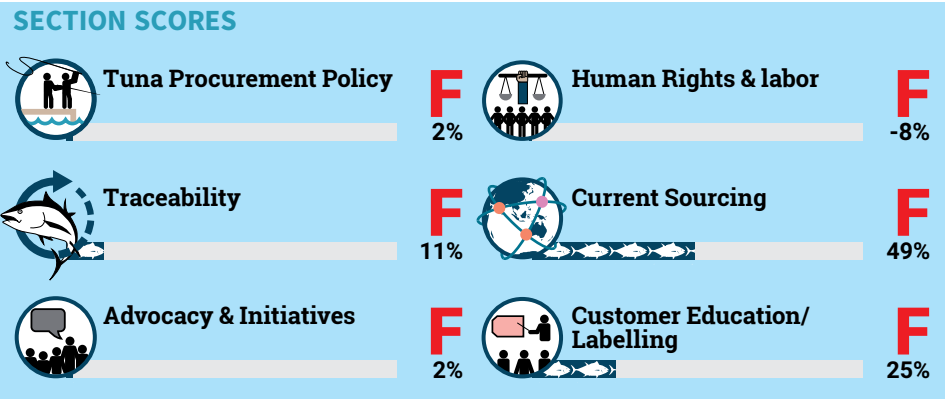 SECTION SCORES
Tuna Procurement Policy
F
2%
Human Rights & labor
F
-8%
Traceability
F
11%
Current Sourcing
F
49%
Advocacy & Initiatives
F
2%
Customer Education/
Labelling
F
25%